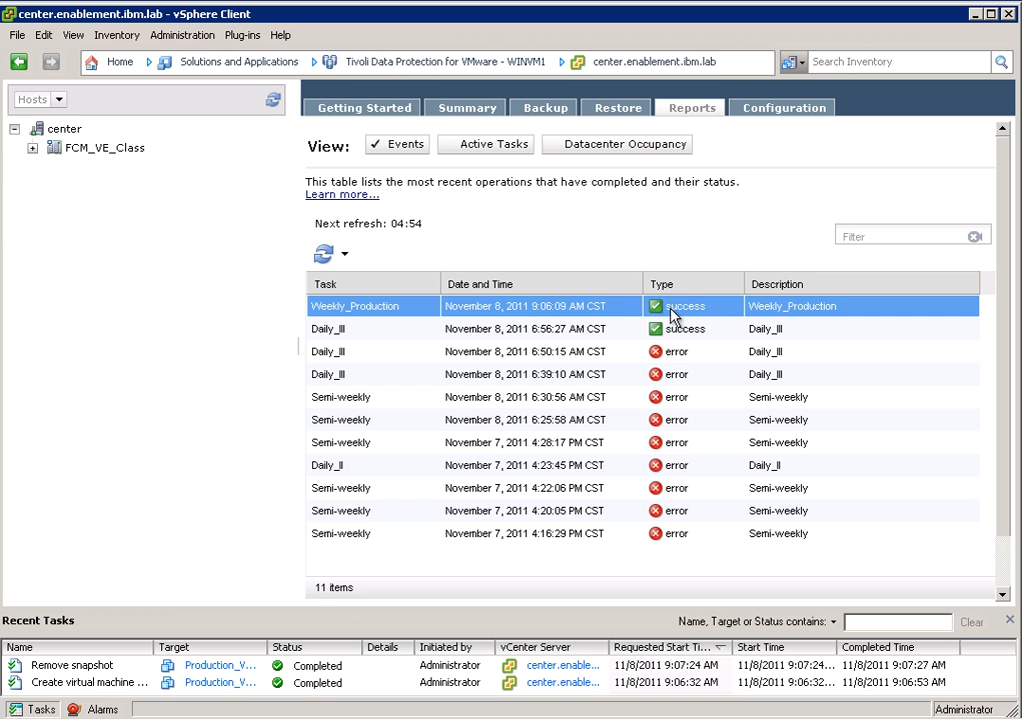 center.enablement.ibm.lab - vSphere Client
File Edit View Inventory Administration Plug-ins Help
Home Solutions and Applications Tivoli Data Protection for VMware - WINVM1 center.enablement.ibm.lab Search Inventory
Hosts
center
FCM_VE_Class
Getting Started Summary Backup Restore Reports Configuration
View: Events Active Tasks Datacenter Occupancy
This table lists the most recent operations that have completed and their status.
Learn more...
Next refresh: 04:54
Filter
Task Date and Time Type Description
Weekly_Production November 8, 2011 9:06:09 AM CST success Weekly_Production
Daily_III November 8, 2011 6:56:27 AM CST success Daily_III
Daily_III November 8, 2011 6:50:15 AM CST error Daily_III
Daily_III November 8, 2011 6:39:10 AM CST error Daily_III
Semi-weekly November 8, 2011 6:30:56 AM CST error Semi-weekly
Semi-weekly November 8, 2011 6:25:58 AM CST error Semi-weekly
Semi-weekly November 7, 2011 4:28:17 PM CST error Semi-weekly
Daily_II November 7, 2011 4:23:45 PM CST error Daily_II
Semi-weekly November 7, 2011 4:22:06 PM CST error Semi-weekly
Semi-weekly November 7, 2011 4:20:05 PM CST error Semi-weekly
Semi-weekly November 7, 2011 4:16:29 PM CST error Semi-weekly
11 items
Recent Tasks Name, Target or Status contains: Clear
Name Target Status Details Initiated by vCenter Server Requested Start Ti... Start Time Completed Time
Remove snapshot Production_V... Completed Administrator center.enable... 11/8/2011 9:07:24 AM 11/8/2011 9:07:24... 11/8/2011 9:07:27 AM
Create virtual machine ... Production_V... Completed Administrator center.enable... 11/8/2011 9:06:32 AM 11/8/2011 9:06:32... 11/8/2011 9:06:53 AM
Tasks Alarms Administrator